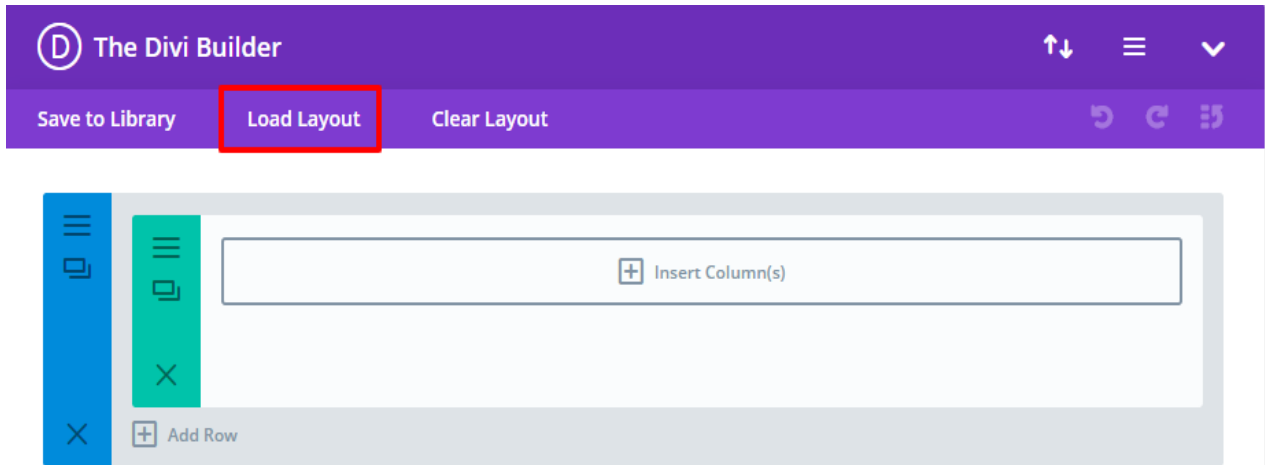 D The Divi Builder
Save to Library Load Layout Clear Layout
Insert Column(s)
Add Row